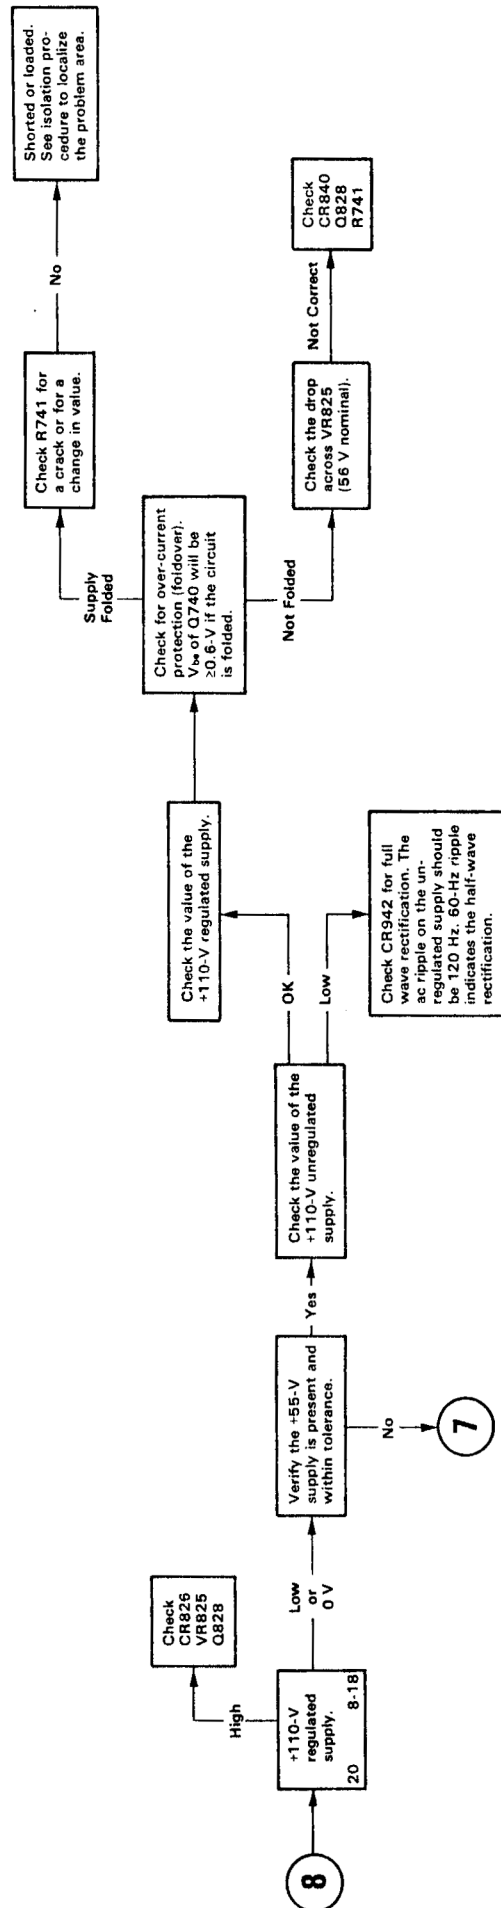 8
+110-V
regulated
supply.
20 8-18
High
Check
CR826
VR825
Q828
Low
or
0 V
Verify the +55-V
supply is present and
within tolerance.
No
7
Yes
Check the value of the
+110-V unregulated
supply.
OK
Low
Check CR942 for full
wave rectification. The
ac ripple on the un-
regulated supply should
be 120 Hz. 60-Hz ripple
indicates the half-wave
rectification.
Check the value of the
+110-V regulated supply.
Check for over-current
protection (foldover).
Vbe of Q740 will be
≥0.6-V if the circuit
is folded.
Supply
Folded
Not Folded
Check R741 for
a crack or for a
change in value.
No
Shorted or loaded.
See isolation pro-
cedure to localize
the problem area.
Check the drop
across VR825
(56 V nominal).
Not Correct
Check
CR840
Q828
R741